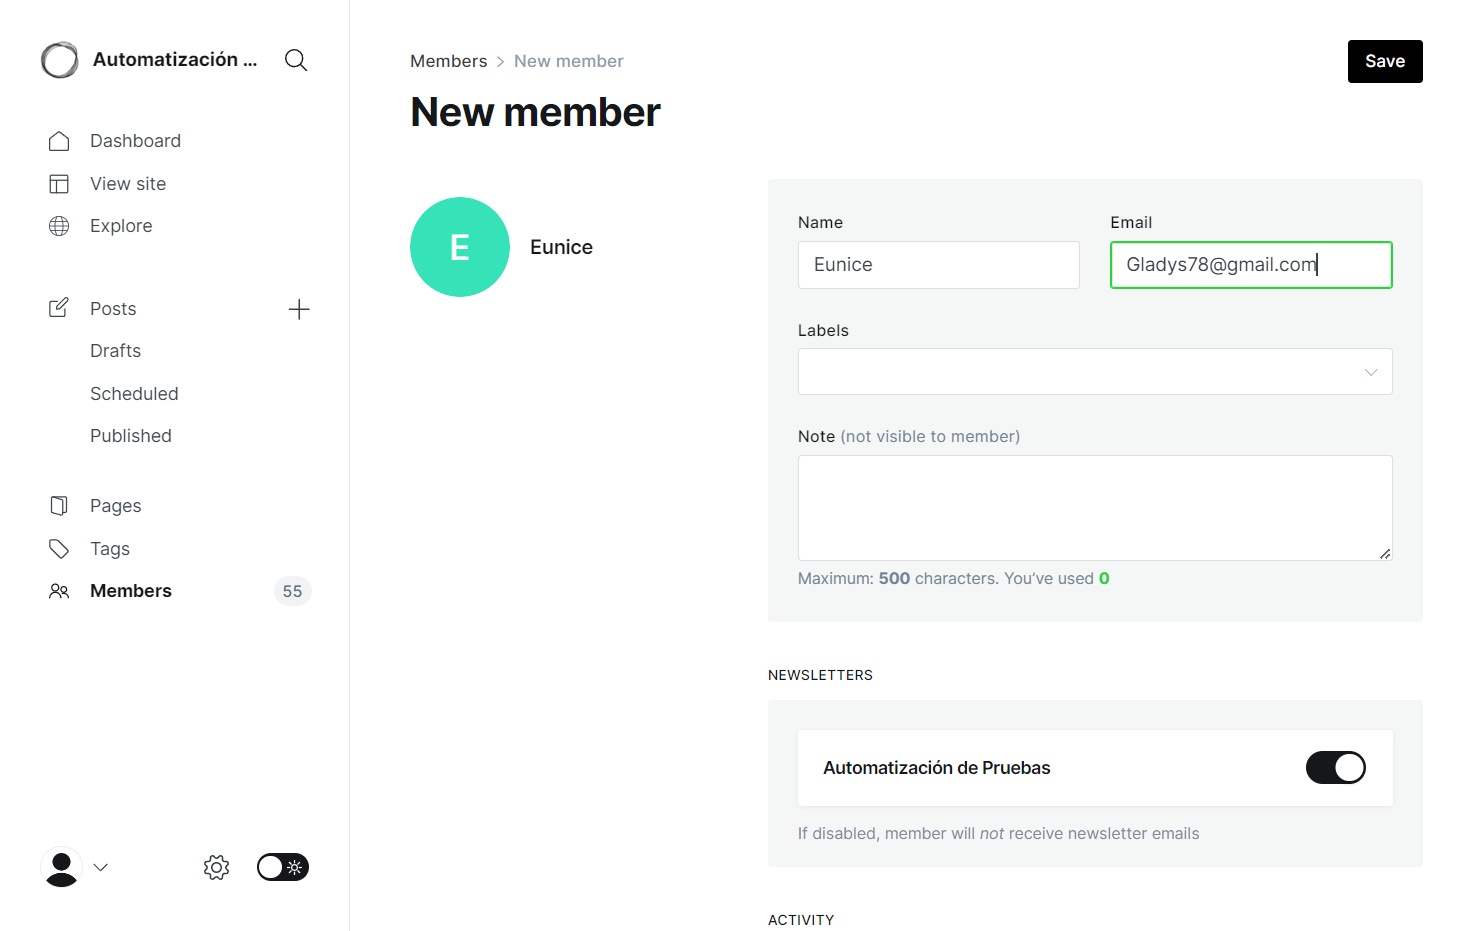 Automatización ...
Dashboard
View site
Explore
Posts
Drafts
Scheduled
Published
Pages
Tags
Members
55
Members > New member
Save
New member
E
Eunice
Name
Eunice
Email
Gladys78@gmail.com
Labels
Note (not visible to member)
Maximum: 500 characters. You’ve used 0
NEWSLETTERS
Automatización de Pruebas
If disabled, member will not receive newsletter emails
ACTIVITY